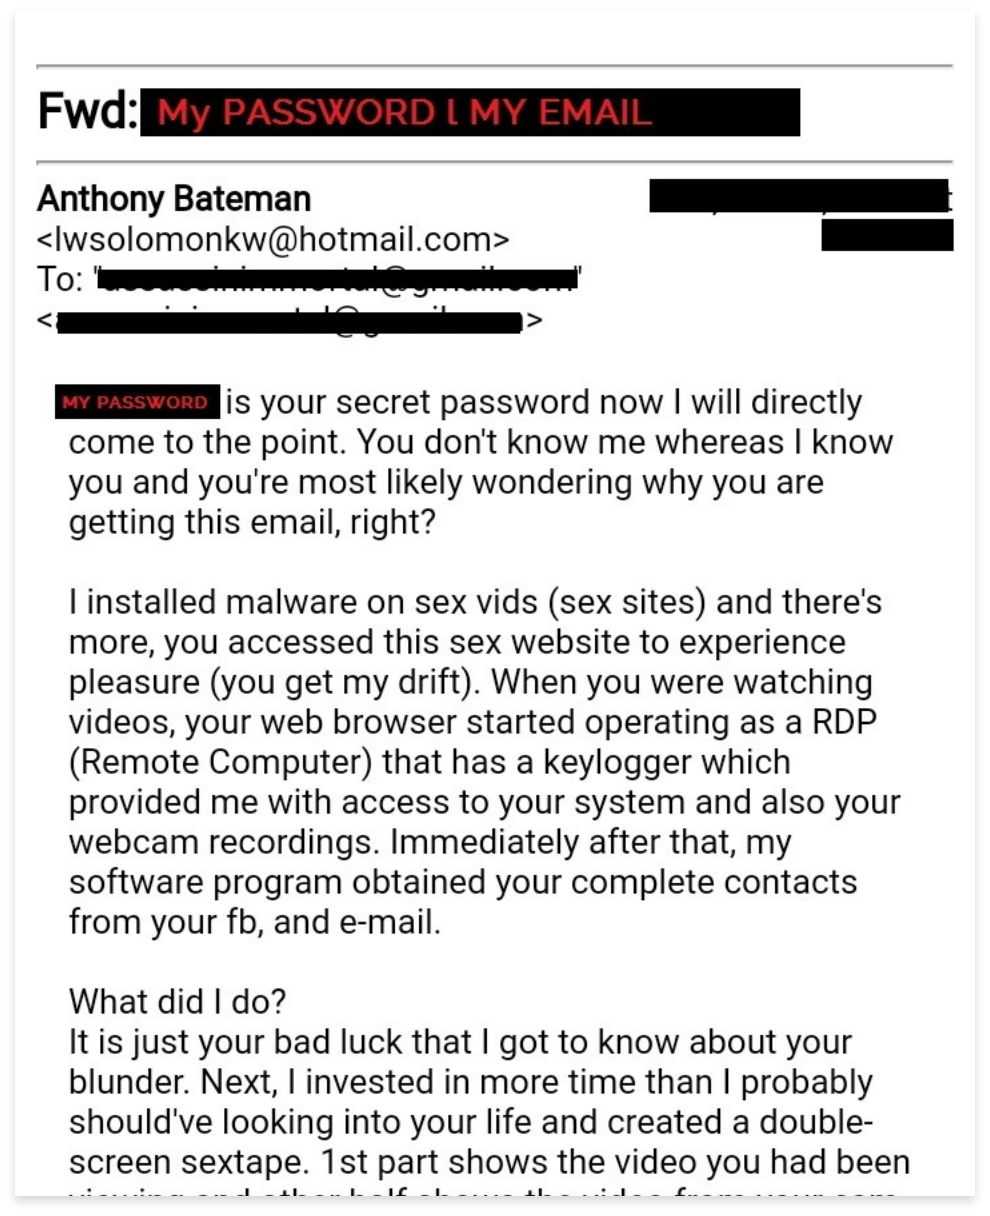 Fwd: My PASSWORD l MY EMAIL
Anthony Bateman
<lwsolomonkw@hotmail.com>
To: "
MY PASSWORD is your secret password now I will directly
come to the point. You don't know me whereas I know
you and you're most likely wondering why you are
getting this email, right?
I installed malware on sex vids (sex sites) and there's
more, you accessed this sex website to experience
pleasure (you get my drift). When you were watching
videos, your web browser started operating as a RDP
(Remote Computer) that has a keylogger which
provided me with access to your system and also your
webcam recordings. Immediately after that, my
software program obtained your complete contacts
from your fb, and e-mail.
What did I do?
It is just your bad luck that I got to know about your
blunder. Next, I invested in more time than I probably
should've looking into your life and created a double-
screen sextape. 1st part shows the video you had been